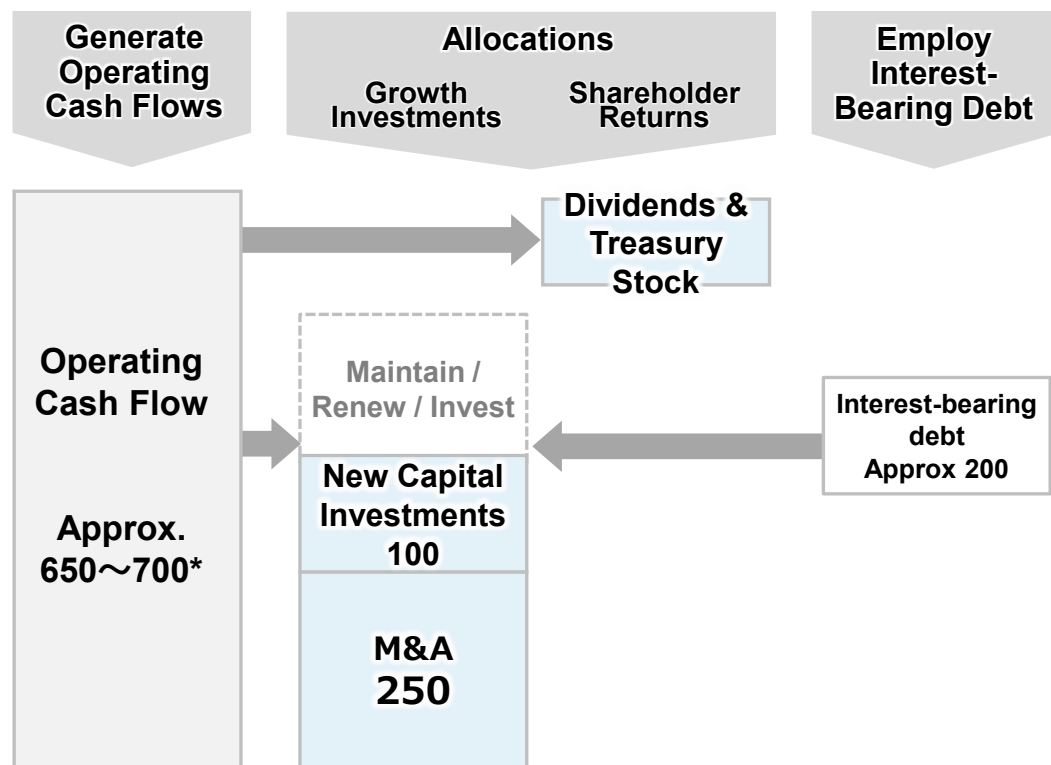 Generate
Operating
Cash Flows
Allocations
Growth
Investments
Shareholder
Returns
Employ
Interest-
Bearing Debt
Dividends &
Treasury
Stock
Operating
Cash Flow
Approx.
650～700*
Maintain /
Renew / Invest
New Capital
Investments
100
M&A
250
Interest-bearing
debt
Approx 200